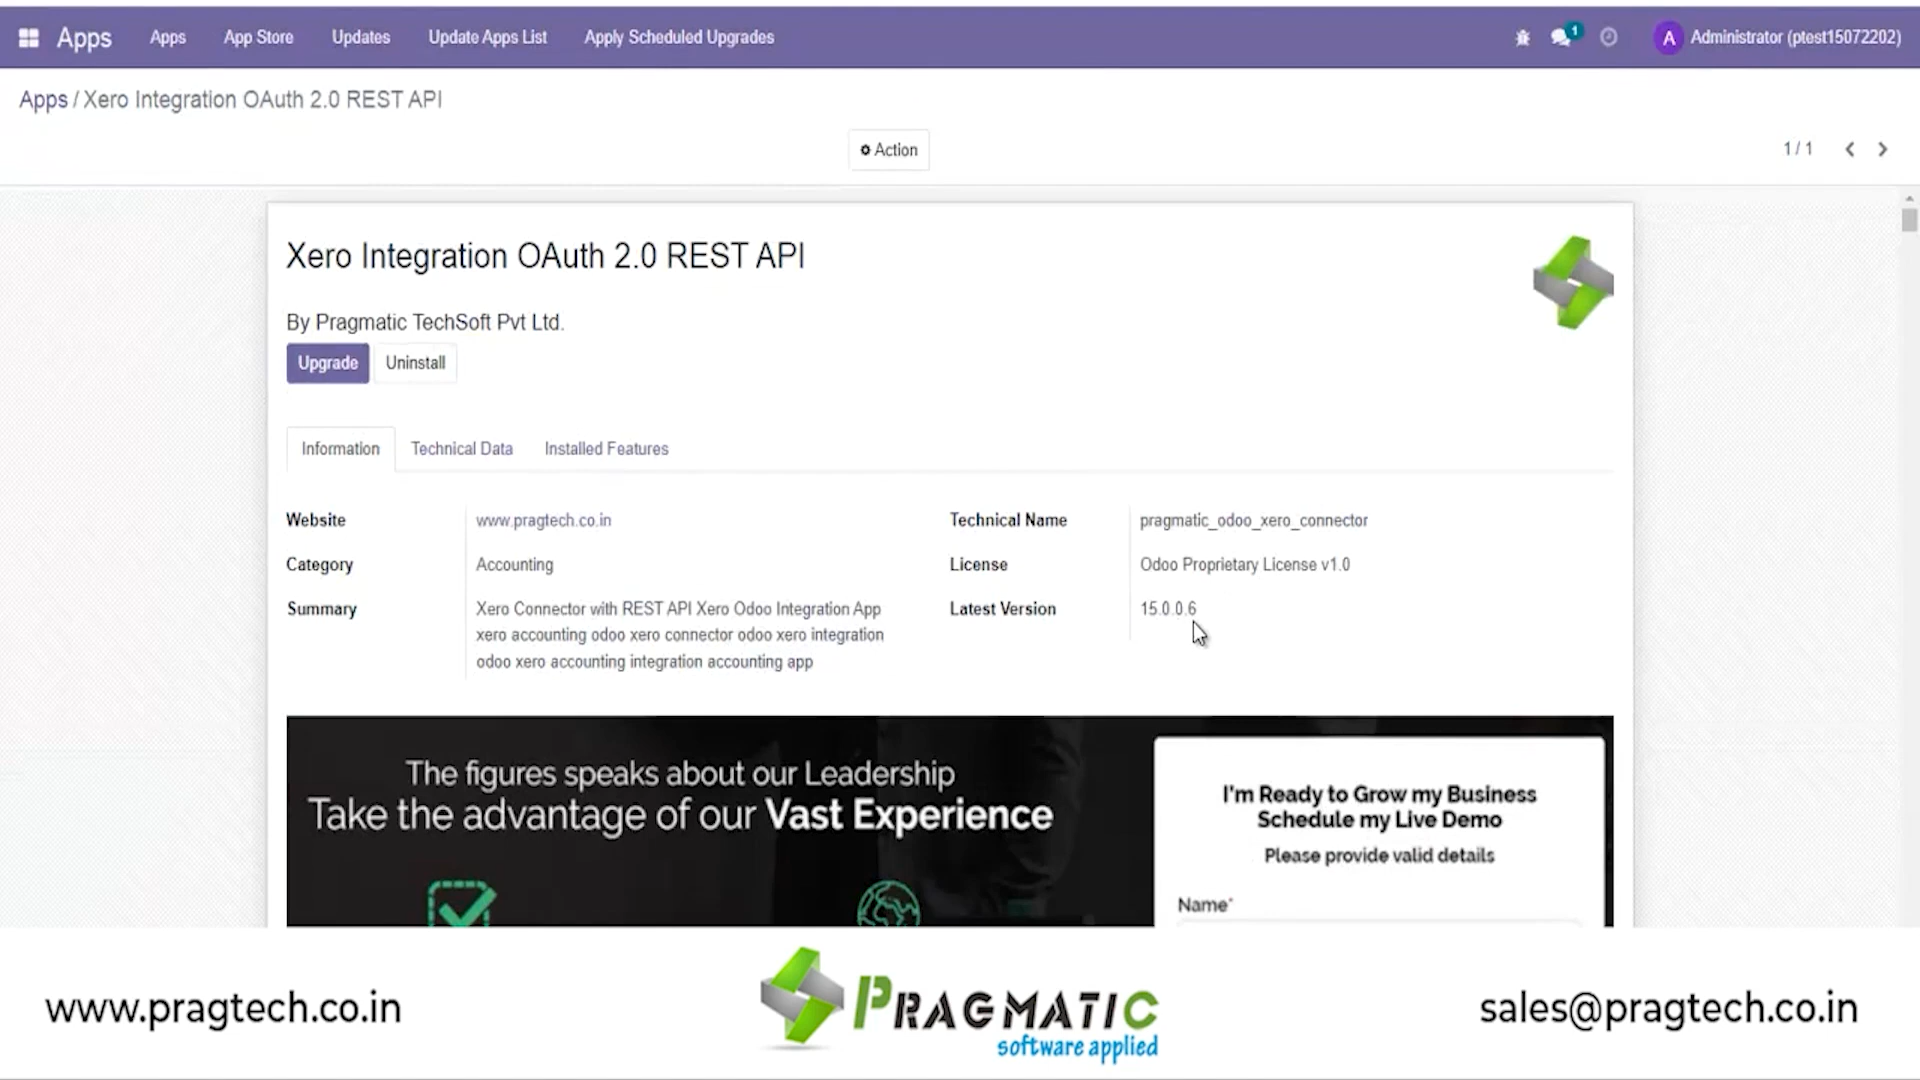 Apps Apps App Store Updates Update Apps List Apply Scheduled Upgrades 1 A Administrator (ptest15072202)
Apps / Xero Integration OAuth 2.0 REST API
Action 1 / 1
Xero Integration OAuth 2.0 REST API
By Pragmatic TechSoft Pvt Ltd.
Upgrade Uninstall
Information Technical Data Installed Features
Website www.pragtech.co.in Technical Name pragmatic_odoo_xero_connector
Category Accounting License Odoo Proprietary License v1.0
Summary Xero Connector with REST API Xero Odoo Integration App Latest Version 15.0.0.6
xero accounting odoo xero connector odoo xero integration
odoo xero accounting integration accounting app
The figures speaks about our Leadership
Take the advantage of our Vast Experience
I'm Ready to Grow my Business
Schedule my Live Demo
Please provide valid details
Name*
www.pragtech.co.in PRAGMATIC sales@pragtech.co.in
software applied